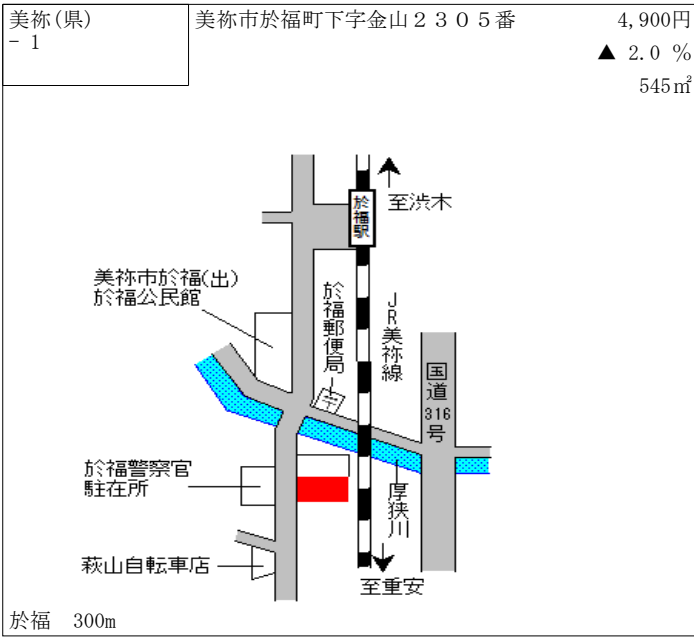 美祢(県)
- 1
美祢市於福町下字金山２３０５番
4,900円
▲ 2.0 %
545㎡
至渋木
於福駅
美祢市於福(出)
於福公民館
於福郵便局
JR美祢線
国道316号
於福警察官
駐在所
厚狭川
萩山自転車店
至重安
於福 300m